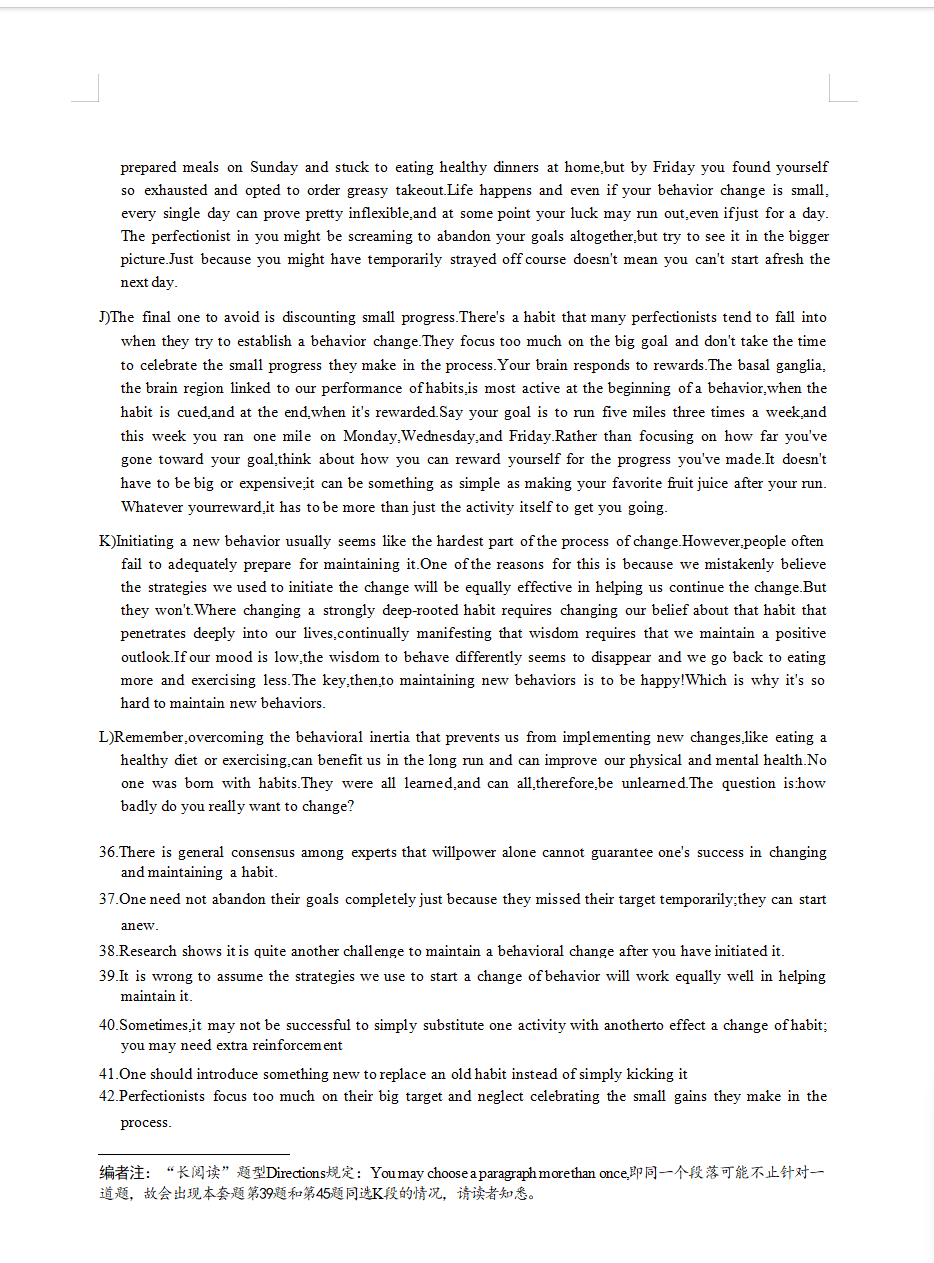 prepared meals on Sunday and stuck to eating healthy dinners at home,but by Friday you found yourself
so exhausted and opted to order greasy takeout.Life happens and even if your behavior change is small,
every single day can prove pretty inflexible,and at some point your luck may run out,even ifjust for a day.
The perfectionist in you might be screaming to abandon your goals altogether,but try to see it in the bigger
picture.Just because you might have temporarily strayed off course doesn't mean you can't start afresh the
next day.
J)The final one to avoid is discounting small progress.There's a habit that many perfectionists tend to fall into
when they try to establish a behavior change.They focus too much on the big goal and don't take the time
to celebrate the small progress they make in the process.Your brain responds to rewards.The basal ganglia,
the brain region linked to our performance of habits,is most active at the beginning of a behavior,when the
habit is cued,and at the end,when it's rewarded.Say your goal is to run five miles three times a week,and
this week you ran one mile on Monday,Wednesday,and Friday.Rather than focusing on how far you've
gone toward your goal,think about how you can reward yourself for the progress you've made.It doesn't
have to be big or expensive;it can be something as simple as making your favorite fruit juice after your run.
Whatever yourreward,it has to be more than just the activity itself to get you going.
K)Initiating a new behavior usually seems like the hardest part of the process of change.However,people often
fail to adequately prepare for maintaining it.One of the reasons for this is because we mistakenly believe
the strategies we used to initiate the change will be equally effective in helping us continue the change.But
they won't.Where changing a strongly deep-rooted habit requires changing our belief about that habit that
penetrates deeply into our lives,continually manifesting that wisdom requires that we maintain a positive
outlook.If our mood is low,the wisdom to behave differently seems to disappear and we go back to eating
more and exercising less.The key,then,to maintaining new behaviors is to be happy!Which is why it's so
hard to maintain new behaviors.
L)Remember,overcoming the behavioral inertia that prevents us from implementing new changes,like eating a
healthy diet or exercising,can benefit us in the long run and can improve our physical and mental health.No
one was born with habits.They were all learned,and can all,therefore,be unlearned.The question is:how
badly do you really want to change?
36.There is general consensus among experts that willpower alone cannot guarantee one's success in changing
and maintaining a habit.
37.One need not abandon their goals completely just because they missed their target temporarily;they can start
anew.
38.Research shows it is quite another challenge to maintain a behavioral change after you have initiated it.
39.It is wrong to assume the strategies we use to start a change of behavior will work equally well in helping
maintain it.
40.Sometimes,it may not be successful to simply substitute one activity with anotherto effect a change of habit;
you may need extra reinforcement
41.One should introduce something new to replace an old habit instead of simply kicking it
42.Perfectionists focus too much on their big target and neglect celebrating the small gains they make in the
process.
编者注：“长阅读”题型Directions规定：You may choose a paragraph more than once,即同一个段落可能不止针对一
道题，故会出现本套题第39题和第45题同选K段的情况，请读者知悉。